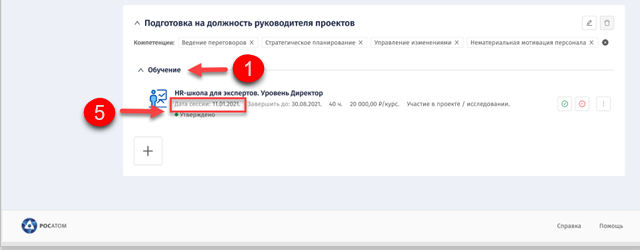 Подготовка на должность руководителя проектов
Компетенции: Ведение переговоров × Стратегическое планирование × Управление изменениями × Нематериальная мотивация персонала ×
Обучение
1
HR-школа для экспертов. Уровень Директор
Дата сессии: 11.01.2021, Завершить до: 30.08.2021, 40 ч. 20 000,00 ₽/курс. Участие в проекте / исследовании.
5
Утверждено
РОСАТОМ
Справка Помощь